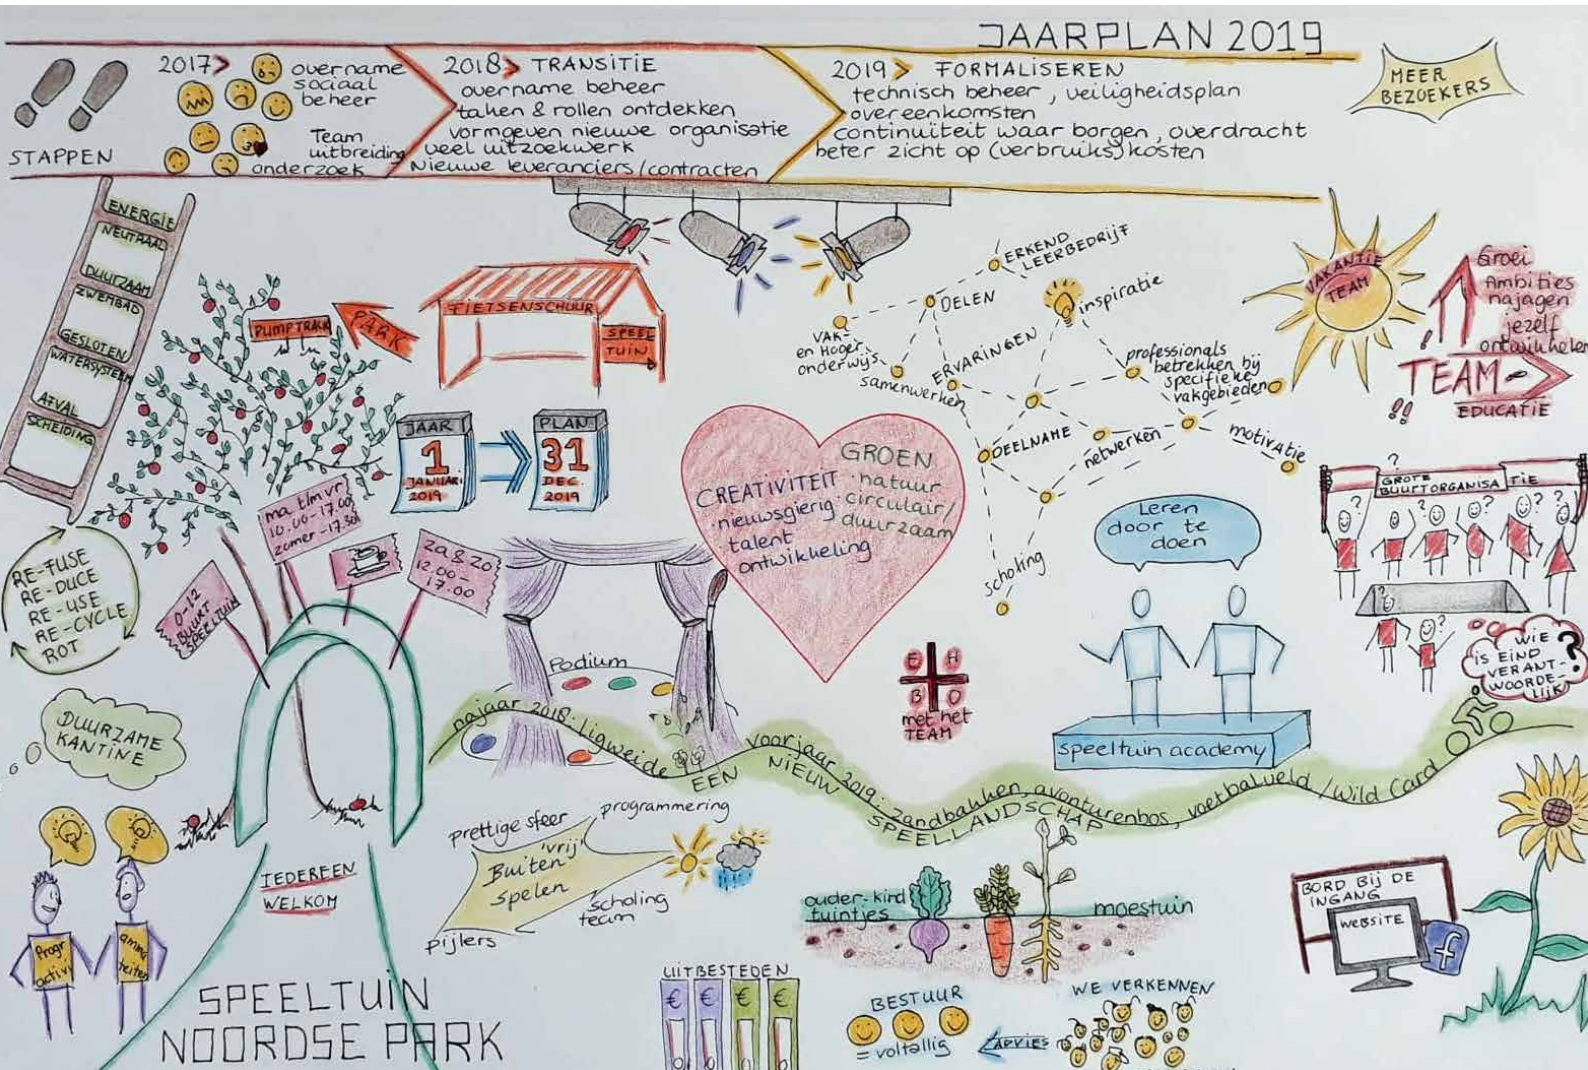 JAARPLAN 2019
STAPPEN
2017>
overname
sociaal
beheer
Team
uitbreiding
onderzoek
2018> TRANSITIE
overname beheer
taken & rollen ontdekken
vormgeven nieuwe organisatie
veel uitzoekwerk
Nieuwe leveranciers/contracten
2019> FORMALISEREN
technisch beheer, veiligheidsplan
overeenkomsten
continuïteit waar borgen, overdracht
beter zicht op (verbruiks)kosten
MEER
BEZOEKERS
ENERGIE
NEUTRAAL
DUURZAAM
ZWEMBAD
GESLOTEN
WATERSYSTEEM
AFVAL
SCHEIDING
PUMPTRACK
PARK
FIETSENSCHUUR
SPEEL
TUIN
JAAR
1
JANUARI
2019
PLAN
31
DEC.
2019
ERKEND
LEERBEDRIJF
DELEN
inspiratie
VAK-
en Hoger
onderwijs
samenwerken
ERVARINGEN
professionals
betrekken bij
specifieke
vakgebieden
DEELNAME
netwerken
motivatie
scholing
VAKANTIE
TEAM
Groei
Ambities
najagen
jezelf
ontwikkelen
TEAM
!!
EDUCATIE
CREATIVITEIT
nieuwsgierig
talent
ontwikkeling
GROEN
natuur
circulair/
duurzaam
Leren
door te
doen
speeltuin academy
GROTE
BUURTORGANISATIE
WIE
IS EIND
VERANT-
WOORDE-
LIJK
?
RE-FUSE
RE-DUCE
RE-USE
RE-CYCLE
ROT
ma t/m vr
10.00-17.00
zomer-17.30
za & zo
12.00-
17.00
0-12
BUURT
SPEELTUIN
Podium
E H
B O
met het
TEAM
DUURZAME
KANTINE
najaar 2018: Ligweide
voorjaar 2019: zandbakken, avonturenbos, voetbalveld/Wild Card
EEN
NIEUW
SPEELLANDSCHAP
IEDEREEN
WELKOM
Progr
activi
amma
teiten
prettige sfeer
programmering
'vrij'
Buiten
spelen
scholing
team
pijlers
ouder-kind
tuintjes
moestuin
BORD BIJ DE
INGANG
WEBSITE
f
SPEELTUIN
NOORDSE PARK
UITBESTEDEN
€ € € €
BESTUUR
= voltallig
ADVIES
WE VERKENNEN